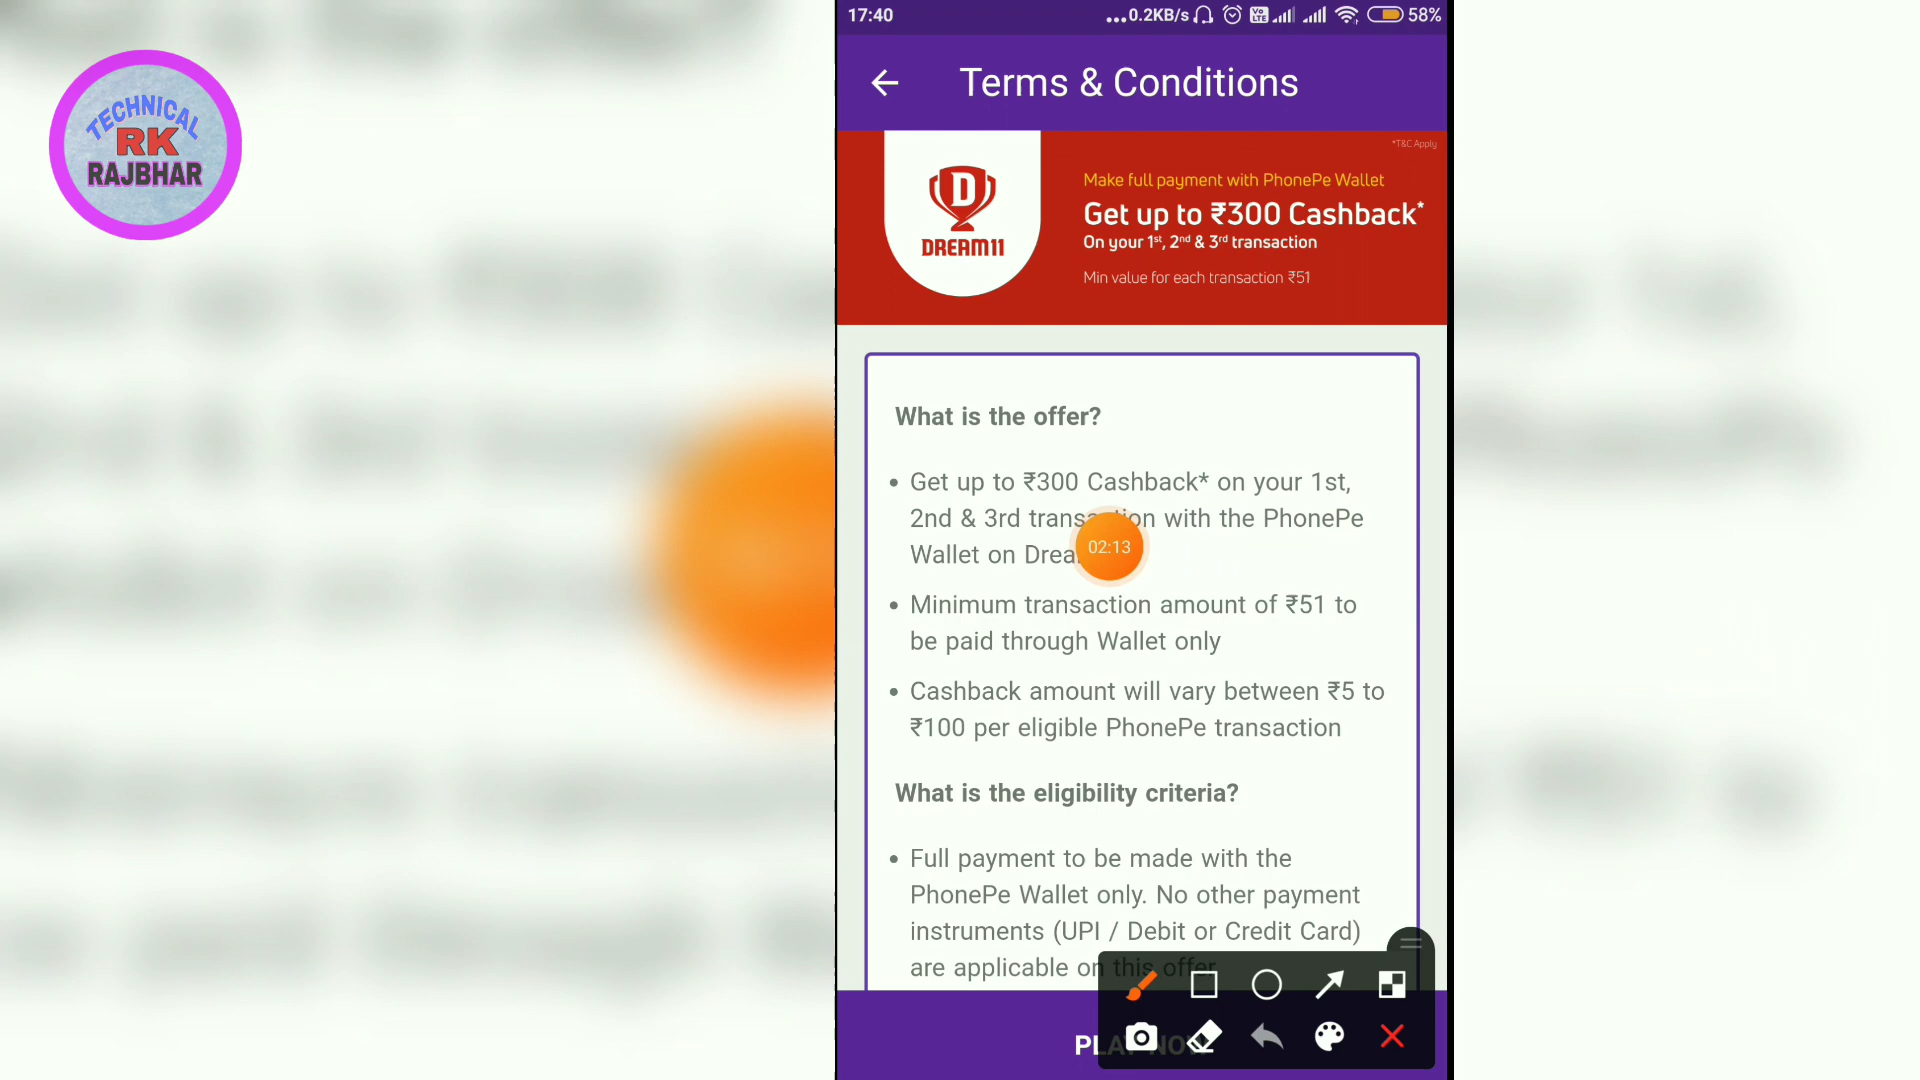 TECHNICAL
RK
RAJBHAR
17:40
...0.2KB/s
Vo
LTE
58%
Terms & Conditions
*T&C Apply
DREAM11
Make full payment with PhonePe Wallet
Get up to ₹300 Cashback*
On your 1st, 2nd & 3rd transaction
Min value for each transaction ₹51
What is the offer?
• Get up to ₹300 Cashback* on your 1st,
2nd & 3rd transaction with the PhonePe
Wallet on
02:13
• Minimum transaction amount of ₹51 to
be paid through Wallet only
• Cashback amount will vary between ₹5 to
₹100 per eligible PhonePe transaction
What is the eligibility criteria?
• Full payment to be made with the
PhonePe Wallet only. No other payment
instruments (UPI / Debit or Credit Card)
are applicable on this offer
PLAY NOW